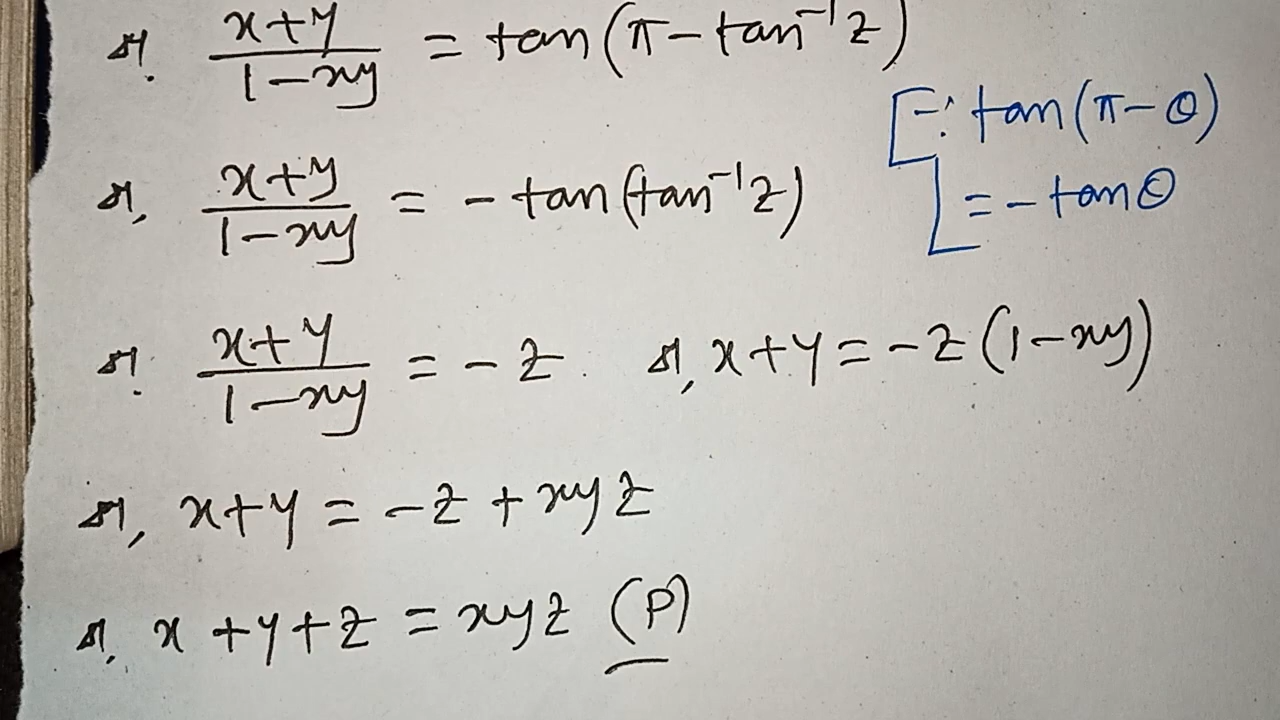 বা, (x+y)/(1-xy) = tan(π - tan⁻¹z)
[∵ tan(π-θ)
বা, (x+y)/(1-xy) = - tan(tan⁻¹z)
= - tanθ
বা, (x+y)/(1-xy) = - z. বা, x+y = -z(1-xy)
বা, x+y = -z + xyz
বা, x+y+z = xyz (P)